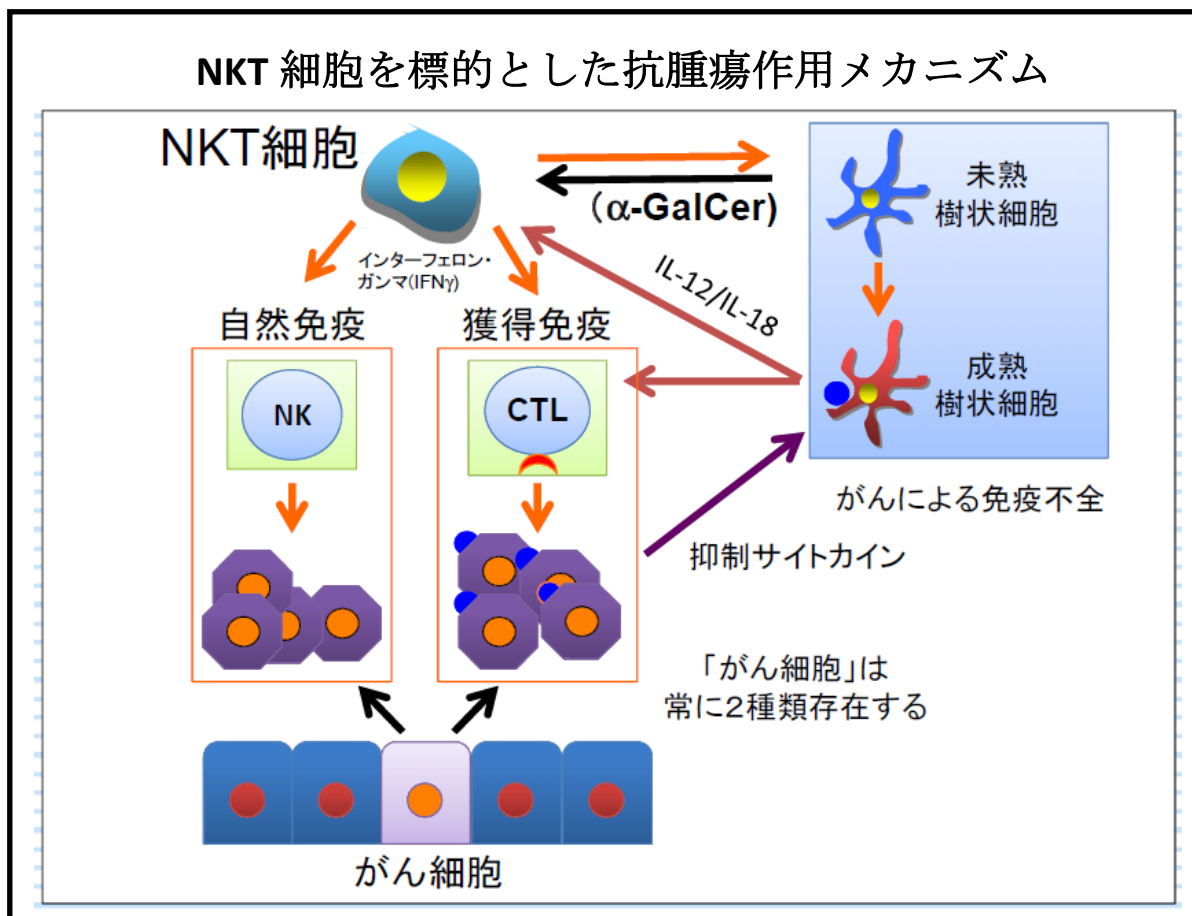 NKT 細胞を標的とした抗腫瘍作用メカニズム
NKT細胞
(α-GalCer)
未熟
樹状細胞
インターフェロン・
ガンマ(IFNγ)
IL-12/IL-18
自然免疫
獲得免疫
成熟
樹状細胞
NK
CTL
がんによる免疫不全
抑制サイトカイン
「がん細胞」は
常に2種類存在する
がん細胞